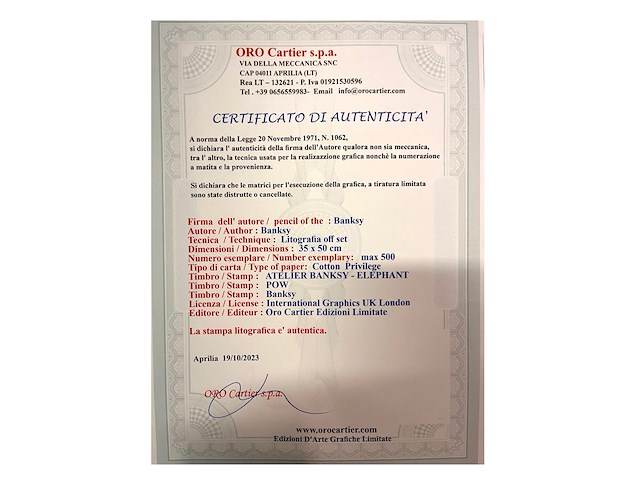 ORO Cartier s.p.a.
VIA DELLA MECCANICA SNC
CAP 04011 APRILIA (LT)
Rea LT – 132621 - P. Iva 01921530596
Tel . +39 0656559983- Email info@orocartier.com
CERTIFICATO DI AUTENTICITA'
A norma della Legge 20 Novembre 1971, N. 1062,
si dichiara l' autenticità della firma dell'Autore qualora non sia meccanica,
tra l' altro, la tecnica usata per la realizazzione grafica nonchè la numerazione
a matita e la provenienza.
Si dichiara che le matrici per l'esecuzione della grafica, a tiratura limitata
sono state distrutte o cancellate.
Firma dell' autore / pencil of the : Banksy
Autore / Author : Banksy
Tecnica / Technique : Litografia off set
Dimensioni / Dimensions : 35 x 50 cm
Numero esemplare / Number exemplary: max 500
Tipo di carta / Type of paper: Cotton Privilege
Timbro / Stamp : ATELIER BANKSY - ELEPHANT
Timbro / Stamp : POW
Timbro / Stamp : Banksy
Licenza / License : International Graphics UK London
Editore / Editeur : Oro Cartier Edizioni Limitate
La stampa litografica e' autentica.
Aprilia 19/10/2023
ORO Cartier s.p.a.
www.orocartier.com
Edizioni D'Arte Grafiche Limitate